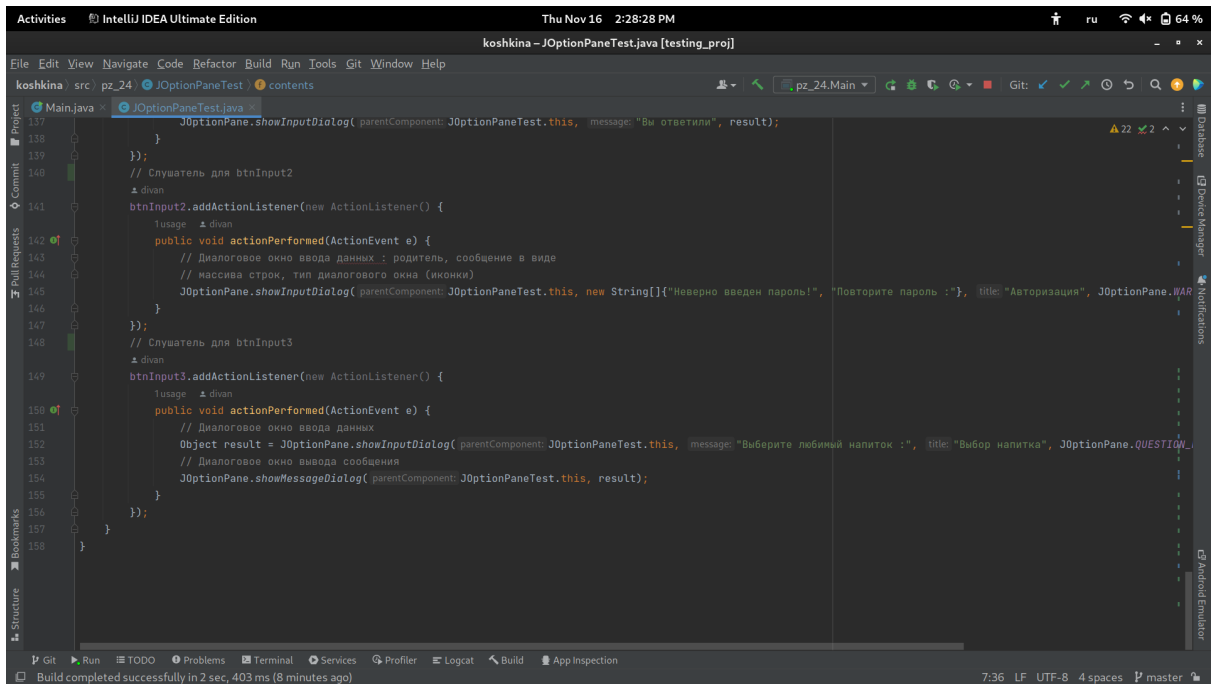 Activities IntelliJ IDEA Ultimate Edition Thu Nov 16 2:28:28 PM ru 64 %
koshkina – JOptionPaneTest.java [testing_proj]
File Edit View Navigate Code Refactor Build Run Tools Git Window Help
koshkina src pz_24 JOptionPaneTest contents pz_24.Main Git:
Main.java JOptionPaneTest.java
137 JOptionPane.showInputDialog( parentComponent: JOptionPaneTest.this, message: "Вы ответили", result);
22 2
138 }
139 });
140 // Слушатель для btnInput2
divan
141 btnInput2.addActionListener(new ActionListener() {
1 usage divan
142 public void actionPerformed(ActionEvent e) {
143 // Диалоговое окно ввода данных : родитель, сообщение в виде
144 // массива строк, тип диалогового окна (иконки)
145 JOptionPane.showInputDialog( parentComponent: JOptionPaneTest.this, new String[]{"Неверно введен пароль!", "Повторите пароль :"}, title: "Авторизация", JOptionPane.WAR
146 }
147 });
148 // Слушатель для btnInput3
divan
149 btnInput3.addActionListener(new ActionListener() {
1 usage divan
150 public void actionPerformed(ActionEvent e) {
151 // Диалоговое окно ввода данных
152 Object result = JOptionPane.showInputDialog( parentComponent: JOptionPaneTest.this, message: "Выберите любимый напиток :", title: "Выбор напитка", JOptionPane.QUESTION_
153 // Диалоговое окно вывода сообщения
154 JOptionPane.showMessageDialog( parentComponent: JOptionPaneTest.this, result);
155 }
156 });
157 }
158 }
Project
Commit
Pull Requests
Bookmarks
Structure
Database
Device Manager
Notifications
Android Emulator
Git Run TODO Problems Terminal Services Profiler Logcat Build App Inspection
Build completed successfully in 2 sec, 403 ms (8 minutes ago) 7:36 LF UTF-8 4 spaces master